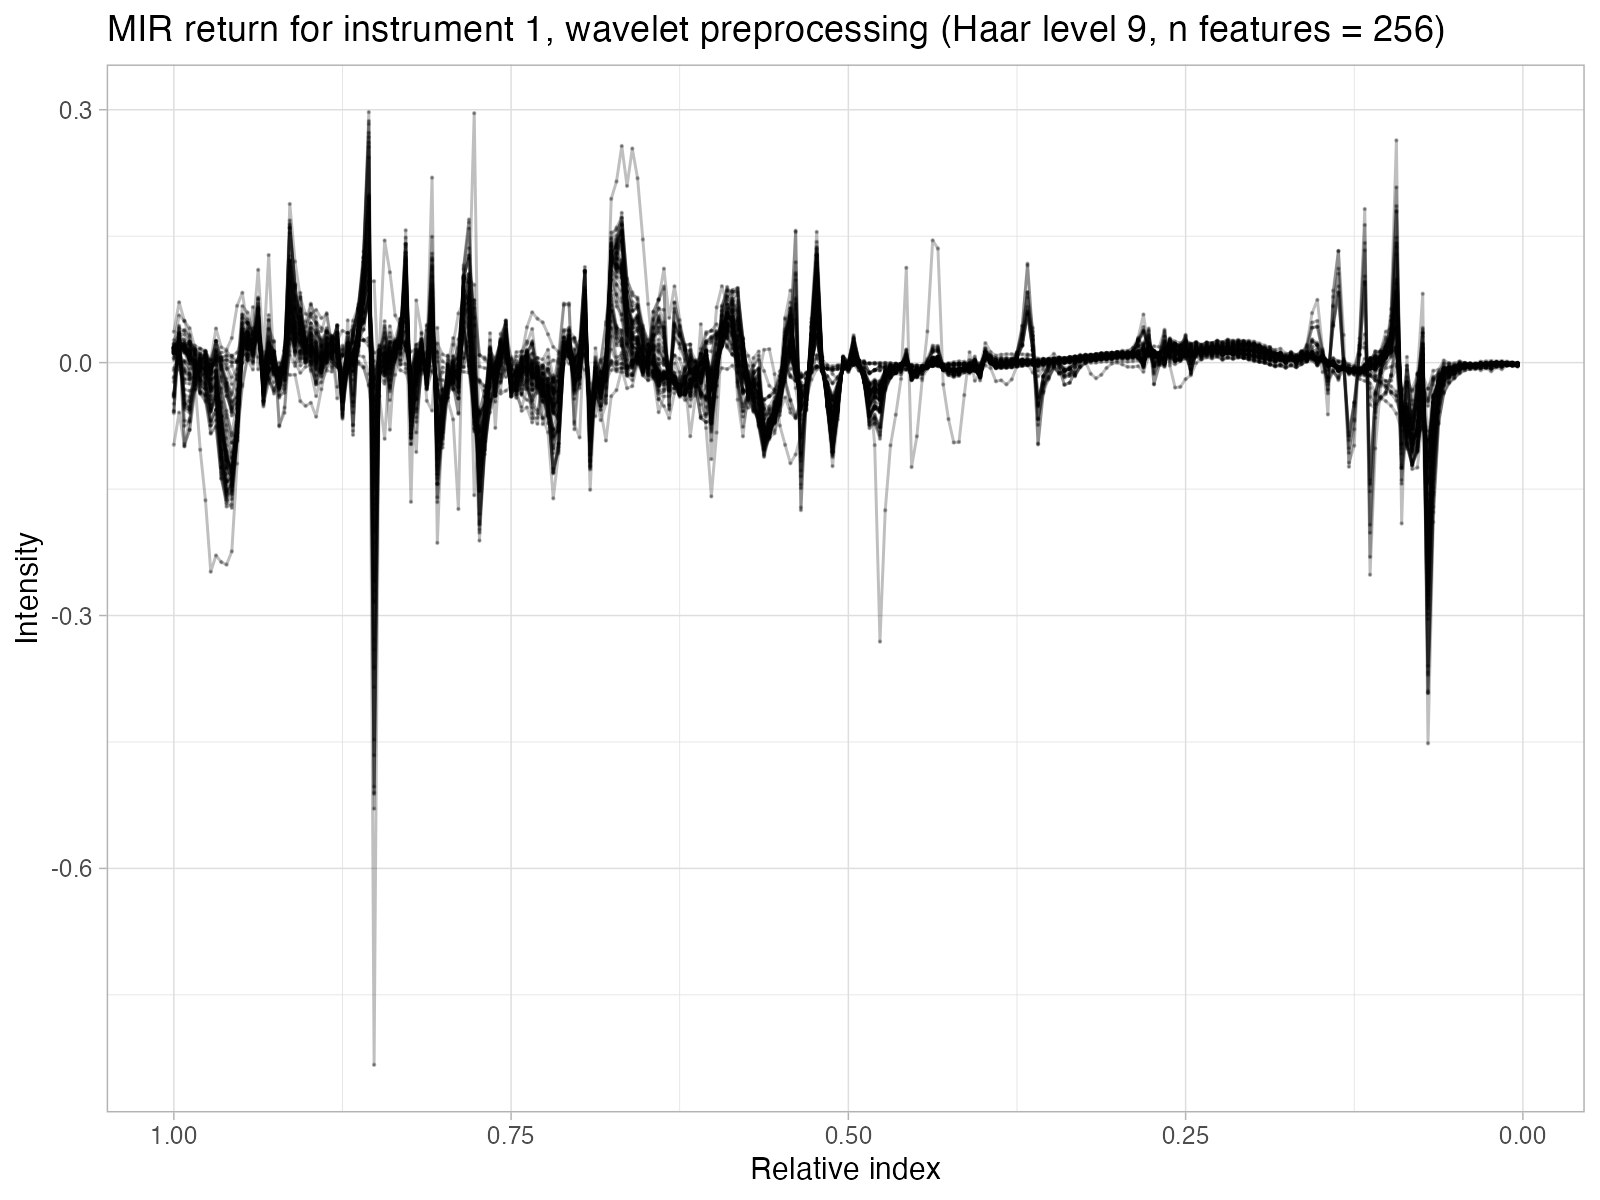 MIR return for instrument 1, wavelet preprocessing (Haar level 9, n features = 256)
0.3
0.0
-0.3
-0.6
Intensity
1.00 0.75 0.50 0.25 0.00
Relative index